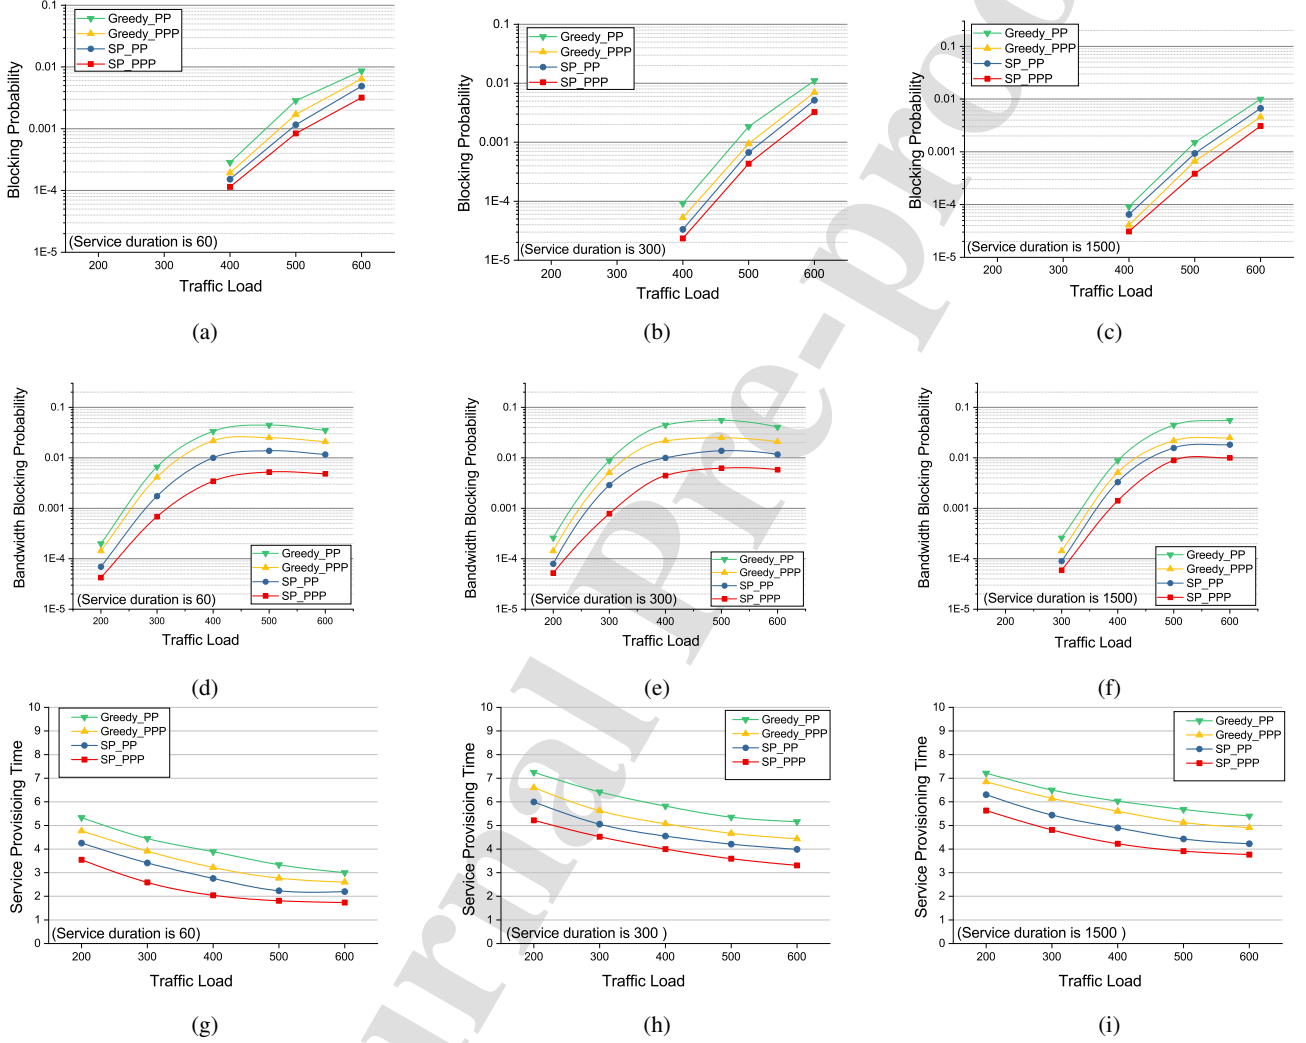 0.1
0.01
0.001
1E-4
1E-5
Blocking Probability
Greedy_PP
Greedy_PPP
SP_PP
SP_PPP
(Service duration is 60)
200 300 400 500 600
Traffic Load
(a)
0.1
0.01
0.001
1E-4
1E-5
Blocking Probability
Greedy_PP
Greedy_PPP
SP_PP
SP_PPP
(Service duration is 300)
200 300 400 500 600
Traffic Load
(b)
0.1
0.01
0.001
1E-4
1E-5
Blocking Probability
Greedy_PP
Greedy_PPP
SP_PP
SP_PPP
(Service duration is 1500)
200 300 400 500 600
Traffic Load
(c)
0.1
0.01
0.001
1E-4
1E-5
Bandwidth Blocking Probability
Greedy_PP
Greedy_PPP
SP_PP
SP_PPP
(Service duration is 60)
200 300 400 500 600
Traffic Load
(d)
0.1
0.01
0.001
1E-4
1E-5
Bandwidth Blocking Probability
Greedy_PP
Greedy_PPP
SP_PP
SP_PPP
(Service duration is 300)
200 300 400 500 600
Traffic Load
(e)
0.1
0.01
0.001
1E-4
1E-5
Bandwidth Blocking Probability
Greedy_PP
Greedy_PPP
SP_PP
SP_PPP
(Service duration is 1500)
200 300 400 500 600
Traffic Load
(f)
10
9
8
7
6
5
4
3
2
1
0
Service Provisioing Time
Greedy_PP
Greedy_PPP
SP_PP
SP_PPP
(Service duration is 60)
200 300 400 500 600
Traffic Load
(g)
10
9
8
7
6
5
4
3
2
1
0
Service Provisioing Time
Greedy_PP
Greedy_PPP
SP_PP
SP_PPP
(Service duration is 300 )
200 300 400 500 600
Traffic Load
(h)
10
9
8
7
6
5
4
3
2
1
0
Service Provisioing Time
Greedy_PP
Greedy_PPP
SP_PP
SP_PPP
(Service duration is 1500 )
200 300 400 500 600
Traffic Load
(i)
urnal Pre-proo